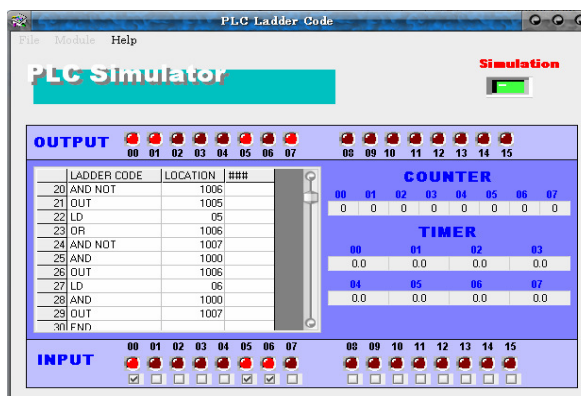 PLC Ladder Code
File Module Help
PLC Simulator
Simulation
OUTPUT
00 01 02 03 04 05 06 07 08 09 10 11 12 13 14 15
LADDER CODE LOCATION ###
20 AND NOT 1006
21 OUT 1005
22 LD 05
23 OR 1006
24 AND NOT 1007
25 AND 1000
26 OUT 1006
27 LD 06
28 AND 1000
29 OUT 1007
30 END
COUNTER
00 01 02 03 04 05 06 07
0 0 0 0 0 0 0 0
TIMER
00 01 02 03
0.0 0.0 0.0 0.0
04 05 06 07
0.0 0.0 0.0 0.0
00 01 02 03 04 05 06 07 08 09 10 11 12 13 14 15
INPUT